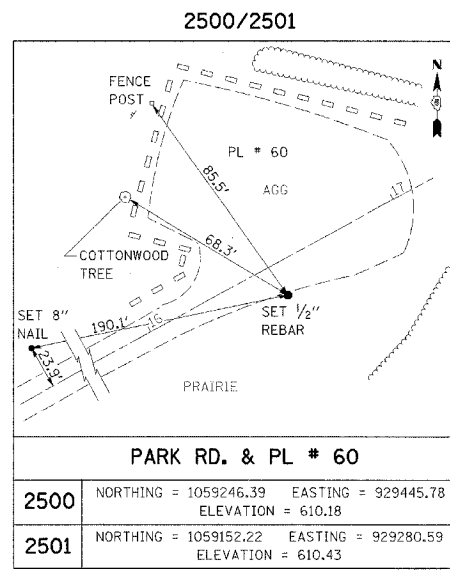 2500/2501
FENCE
POST
N
PL # 60
AGG
85.5'
17
68.3'
COTTONWOOD
TREE
SET 8"
NAIL
190.1'
16
SET 1/2"
REBAR
23.9'
PRAIRIE
PARK RD. & PL # 60
2500 NORTHING = 1059246.39 EASTING = 929445.78
ELEVATION = 610.18
2501 NORTHING = 1059152.22 EASTING = 929280.59
ELEVATION = 610.43